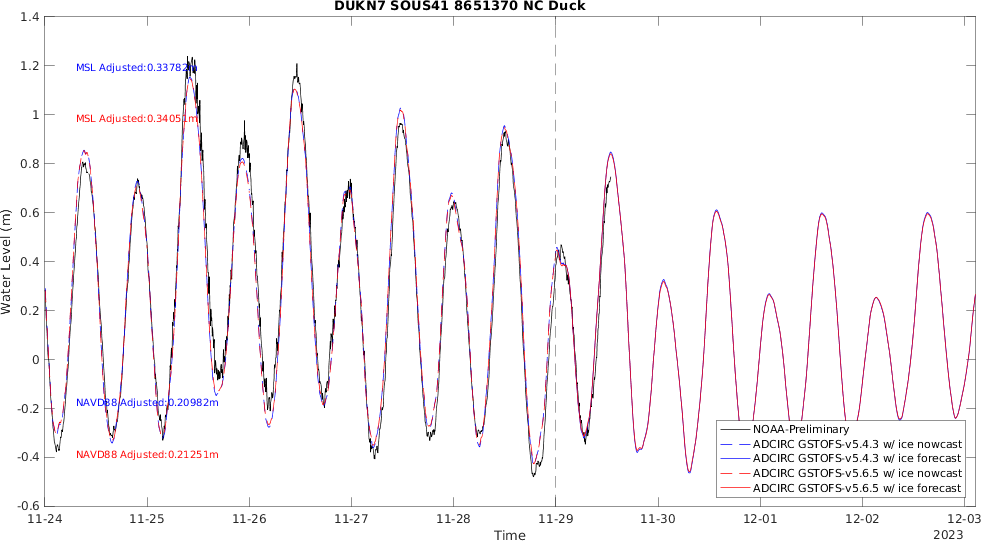 DUKN7 SOUS41 8651370 NC Duck
1.4
1.2
1
0.8
0.6
0.4
0.2
0
-0.2
-0.4
-0.6
Water Level (m)
MSL Adjusted:0.33782m
MSL Adjusted:0.34051m
NAVD88 Adjusted:0.20982m
NAVD88 Adjusted:0.21251m
NOAA-Preliminary
ADCIRC GSTOFS-v5.4.3 w/ ice nowcast
ADCIRC GSTOFS-v5.4.3 w/ ice forecast
ADCIRC GSTOFS-v5.6.5 w/ ice nowcast
ADCIRC GSTOFS-v5.6.5 w/ ice forecast
11-24 11-25 11-26 11-27 11-28 11-29 11-30 12-01 12-02 12-03
Time
2023